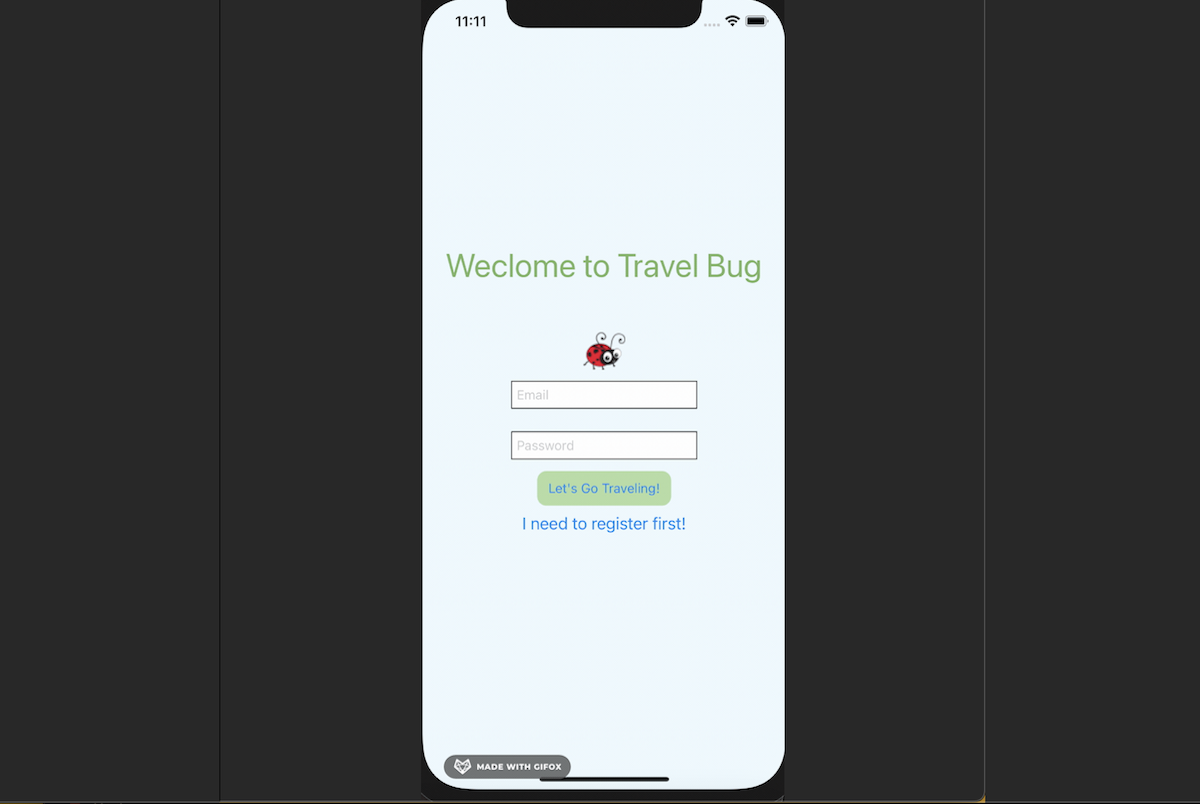 11:11
Weclome to Travel Bug
Email
Password
Let's Go Traveling!
I need to register first!
MADE WITH GIFOX